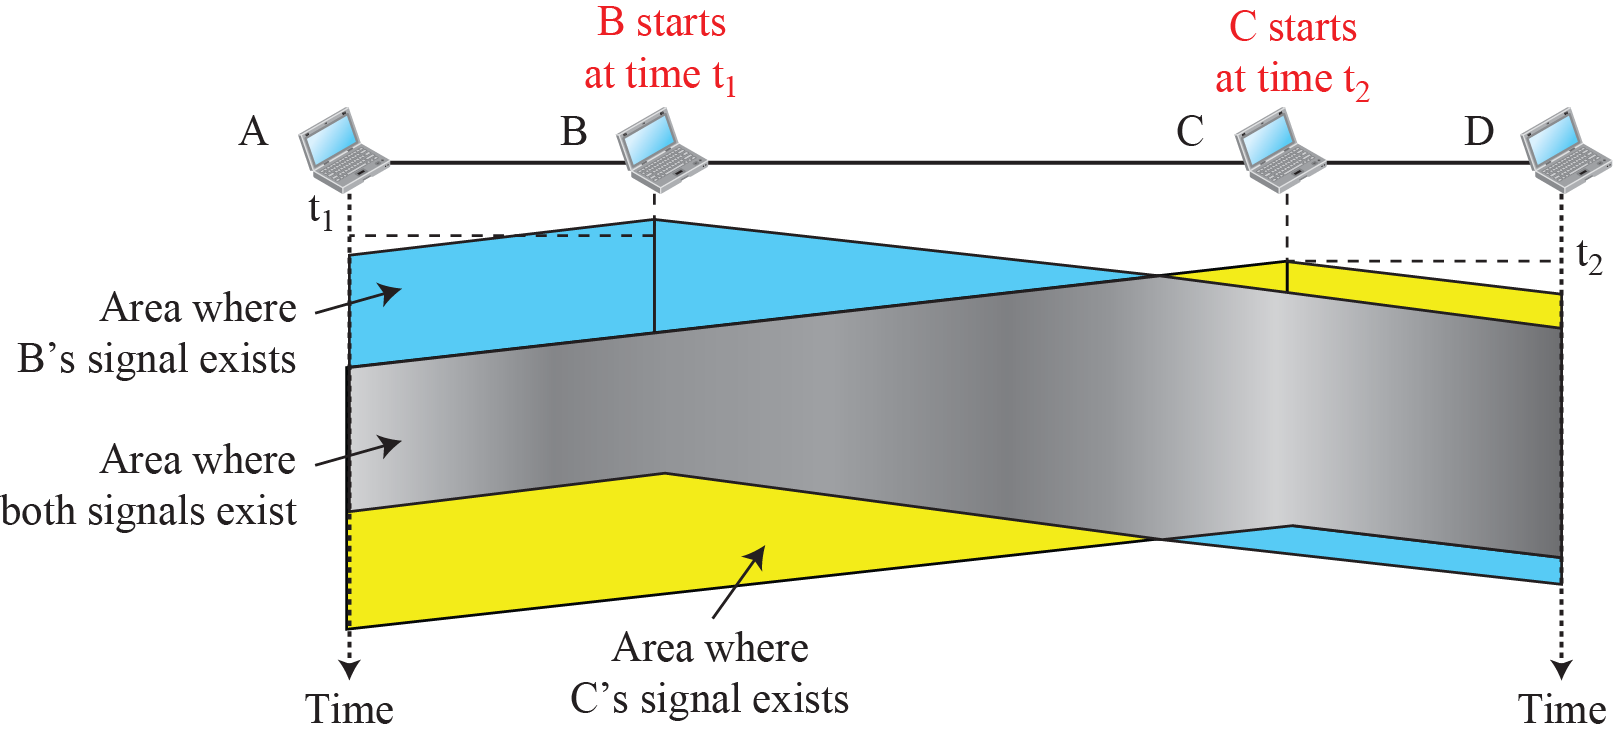 B starts
at time t1
C starts
at time t2
A
B
C
D
t1
t2
Area where
B’s signal exists
Area where
both signals exist
Area where
C’s signal exists
Time
Time